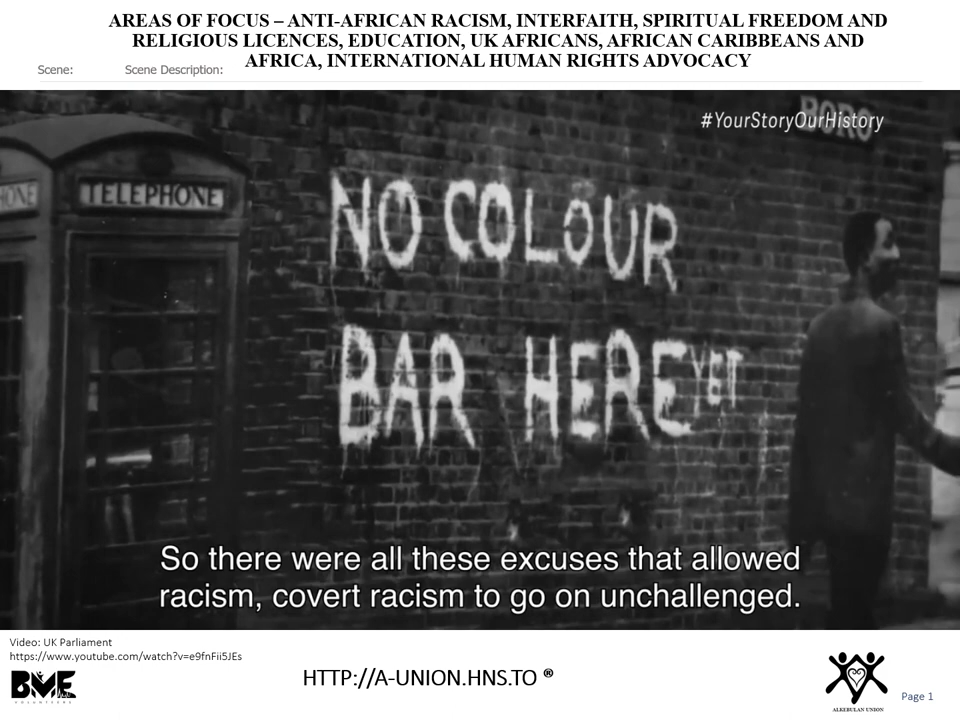 AREAS OF FOCUS – ANTI-AFRICAN RACISM, INTERFAITH, SPIRITUAL FREEDOM AND
RELIGIOUS LICENCES, EDUCATION, UK AFRICANS, AFRICAN CARIBBEANS AND
AFRICA, INTERNATIONAL HUMAN RIGHTS ADVOCACY
Scene:
Scene Description:
#YourStoryOurHistory
TELEPHONE
NO COLOUR
BAR HERE YET
So there were all these excuses that allowed
racism, covert racism to go on unchallenged.
Video: UK Parliament
https://www.youtube.com/watch?v=e9fnFii5JEs
BME
VOLUNTEERS
HTTP://A-UNION.HNS.TO ®
ALKEBULAN UNION
Page 1